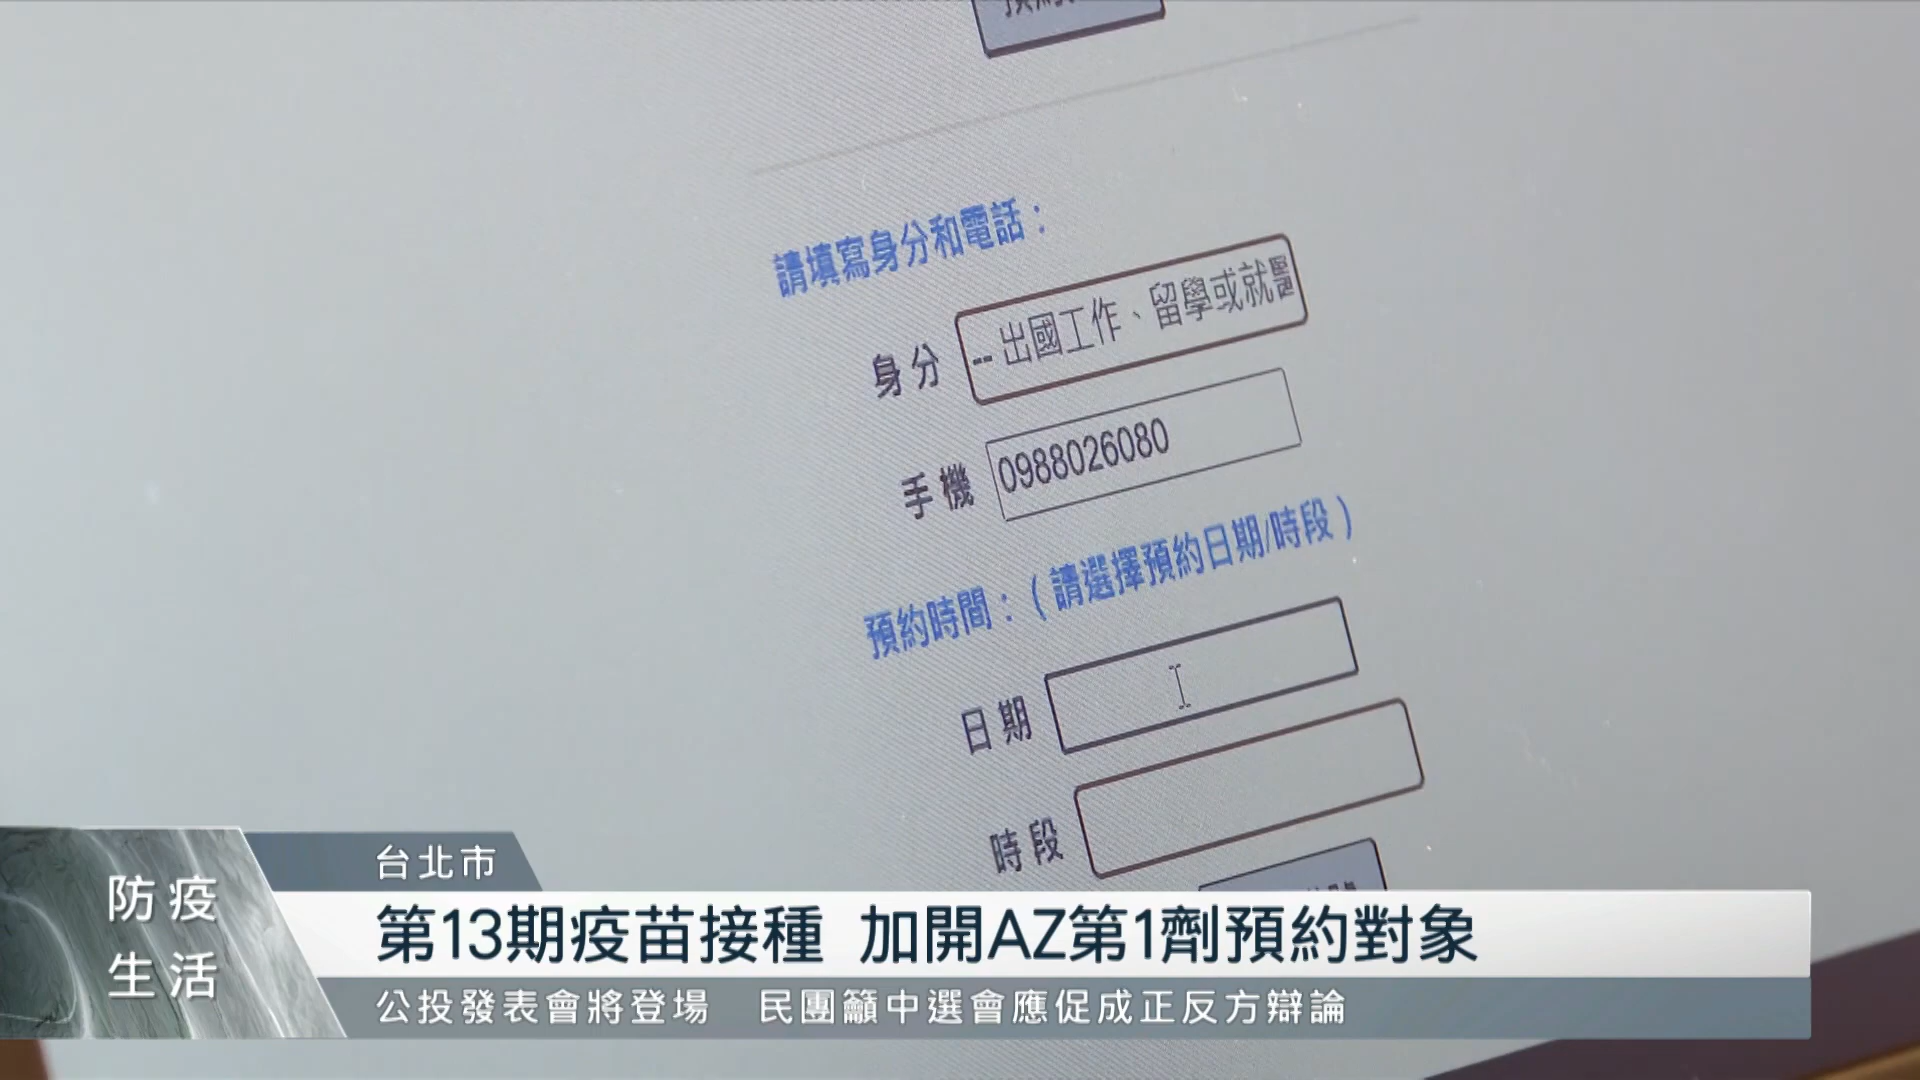 請填寫身分和電話：
身分 -- 出國工作、留學或就醫
手機 0988026080
預約時間：（請選擇預約日期/時段）
日期
時段
防疫
生活
台北市
第13期疫苗接種 加開AZ第1劑預約對象
公投發表會將登場 民團籲中選會應促成正反方辯論